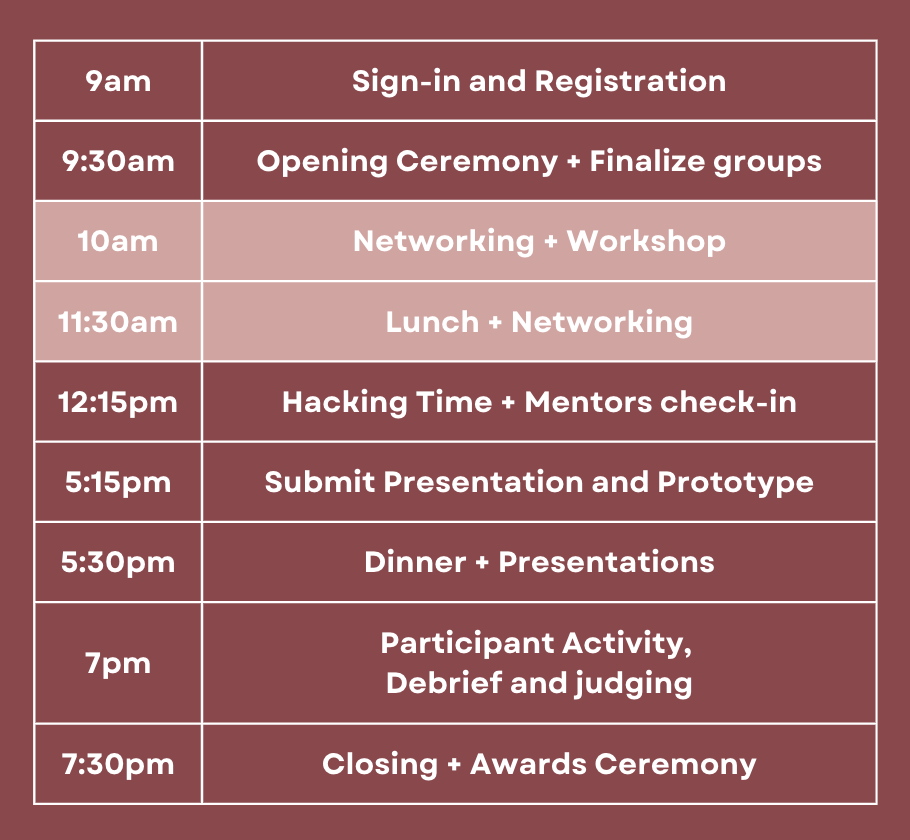 9am Sign-in and Registration
9:30am Opening Ceremony + Finalize groups
10am Networking + Workshop
11:30am Lunch + Networking
12:15pm Hacking Time + Mentors check-in
5:15pm Submit Presentation and Prototype
5:30pm Dinner + Presentations
7pm Participant Activity,
Debrief and judging
7:30pm Closing + Awards Ceremony